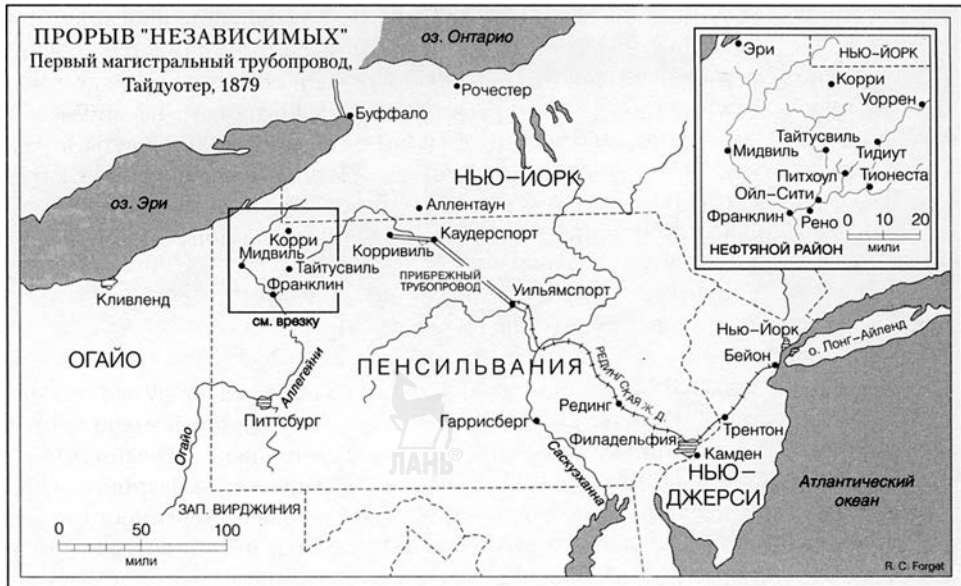 ПРОРЫВ "НЕЗАВИСИМЫХ"
Первый магистральный трубопровод,
Тайдуотер, 1879
оз. Онтарио
Рочестер
Буффало
оз. Эри
НЬЮ-ЙОРК
Аллентаун
Корри
Мидвиль
Тайтусвиль
Франклин
см. врезку
Корривиль
Каудерспорт
ПРИБРЕЖНЫЙ
ТРУБОПРОВОД
Уильямспорт
Кливленд
ОГАЙО
ПЕНСИЛЬВАНИЯ
РЕДИНГСКАЯ Ж.Д.
Аллегейни
Питтсбург
Огайо
Гаррисберг
Рединг
Филадельфия
Саскуэханна
Камден
Трентон
НЬЮ-
ДЖЕРСИ
Нью-Йорк
Бейон
о. Лонг-Айленд
Атлантический
океан
ЗАП. ВИРДЖИНИЯ
0 50 100
мили
ЛАНЬ®
R. C. Forget
Эри
НЬЮ-ЙОРК
Корри
Уоррен
Тайтусвиль
Мидвиль
Тидиут
Питхоул
Тионеста
Ойл-Сити
Франклин
Рено
0 10 20
мили
НЕФТЯНОЙ РАЙОН